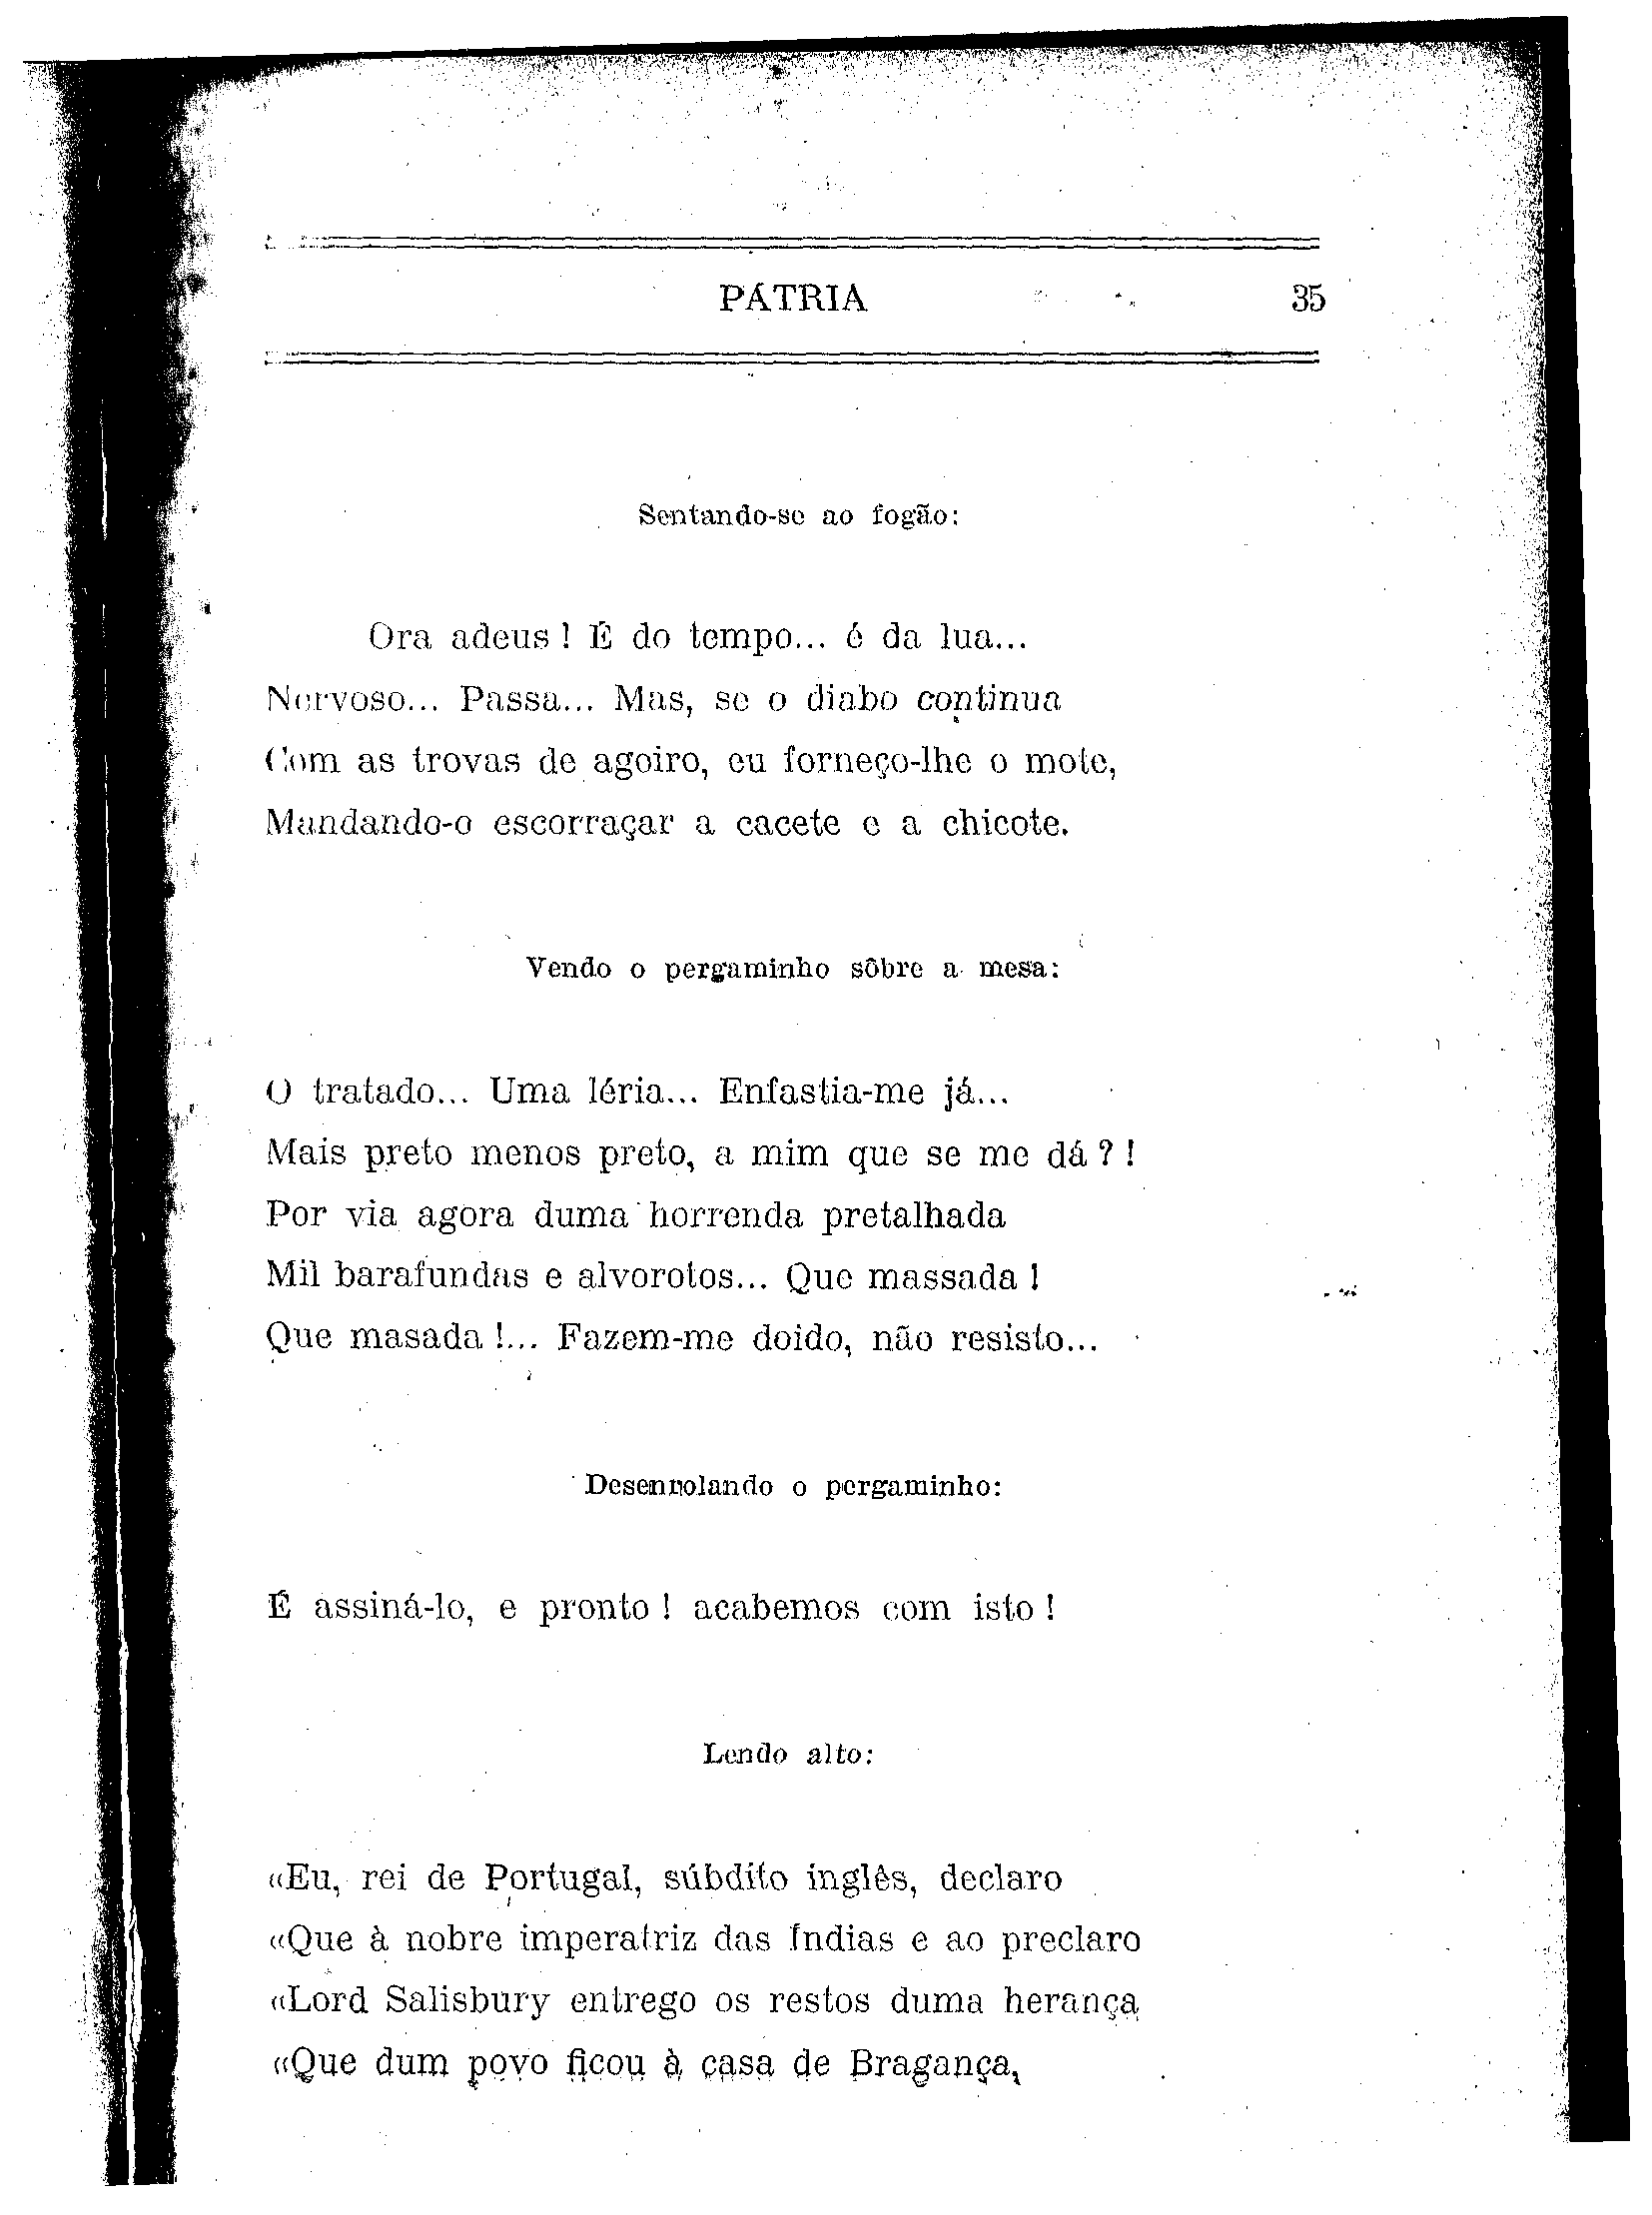 PÁTRIA 35
Sentando-se ao fogão:
Ora adeus! É do tempo... é da lua...
Nervoso... Passa... Mas, se o diabo continua
Com as trovas de agoiro, eu forneço-lhe o mote,
Mandando-o escorraçar a cacete e a chicote.
Vendo o pergaminho sôbre a mesa:
O tratado... Uma léria... Enfastia-me já...
Mais preto menos preto, a mim que se me dá?!
Por via agora duma horrenda pretalhada
Mil barafundas e alvorotos... Que massada!
Que masada!... Fazem-me doido, não resisto...
Desenrolando o pergaminho:
É assiná-lo, e pronto! acabemos com isto!
Lendo alto:
«Eu, rei de Portugal, súbdito inglês, declaro
«Que à nobre imperatriz das Índias e ao preclaro
«Lord Salisbury entrego os restos duma herança
«Que dum povo ficou à casa de Bragança,